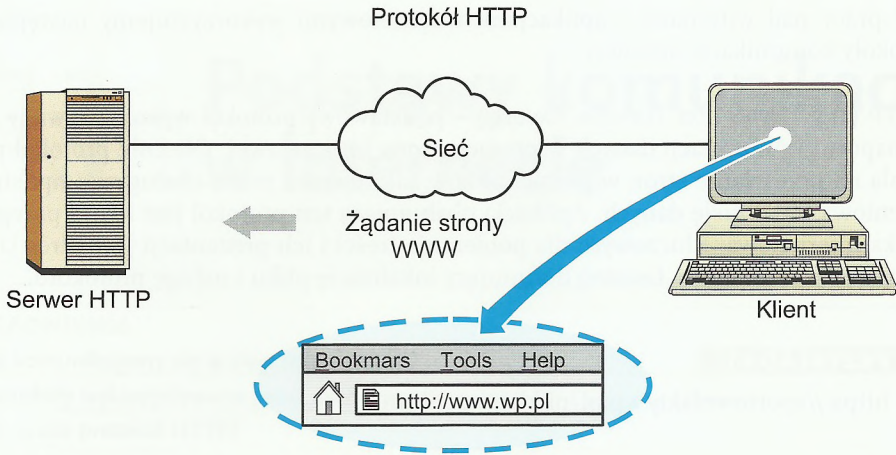 Protokół HTTP
Sieć
Żądanie strony
WWW
Serwer HTTP
Klient
Bookmars Tools Help
http://www.wp.pl